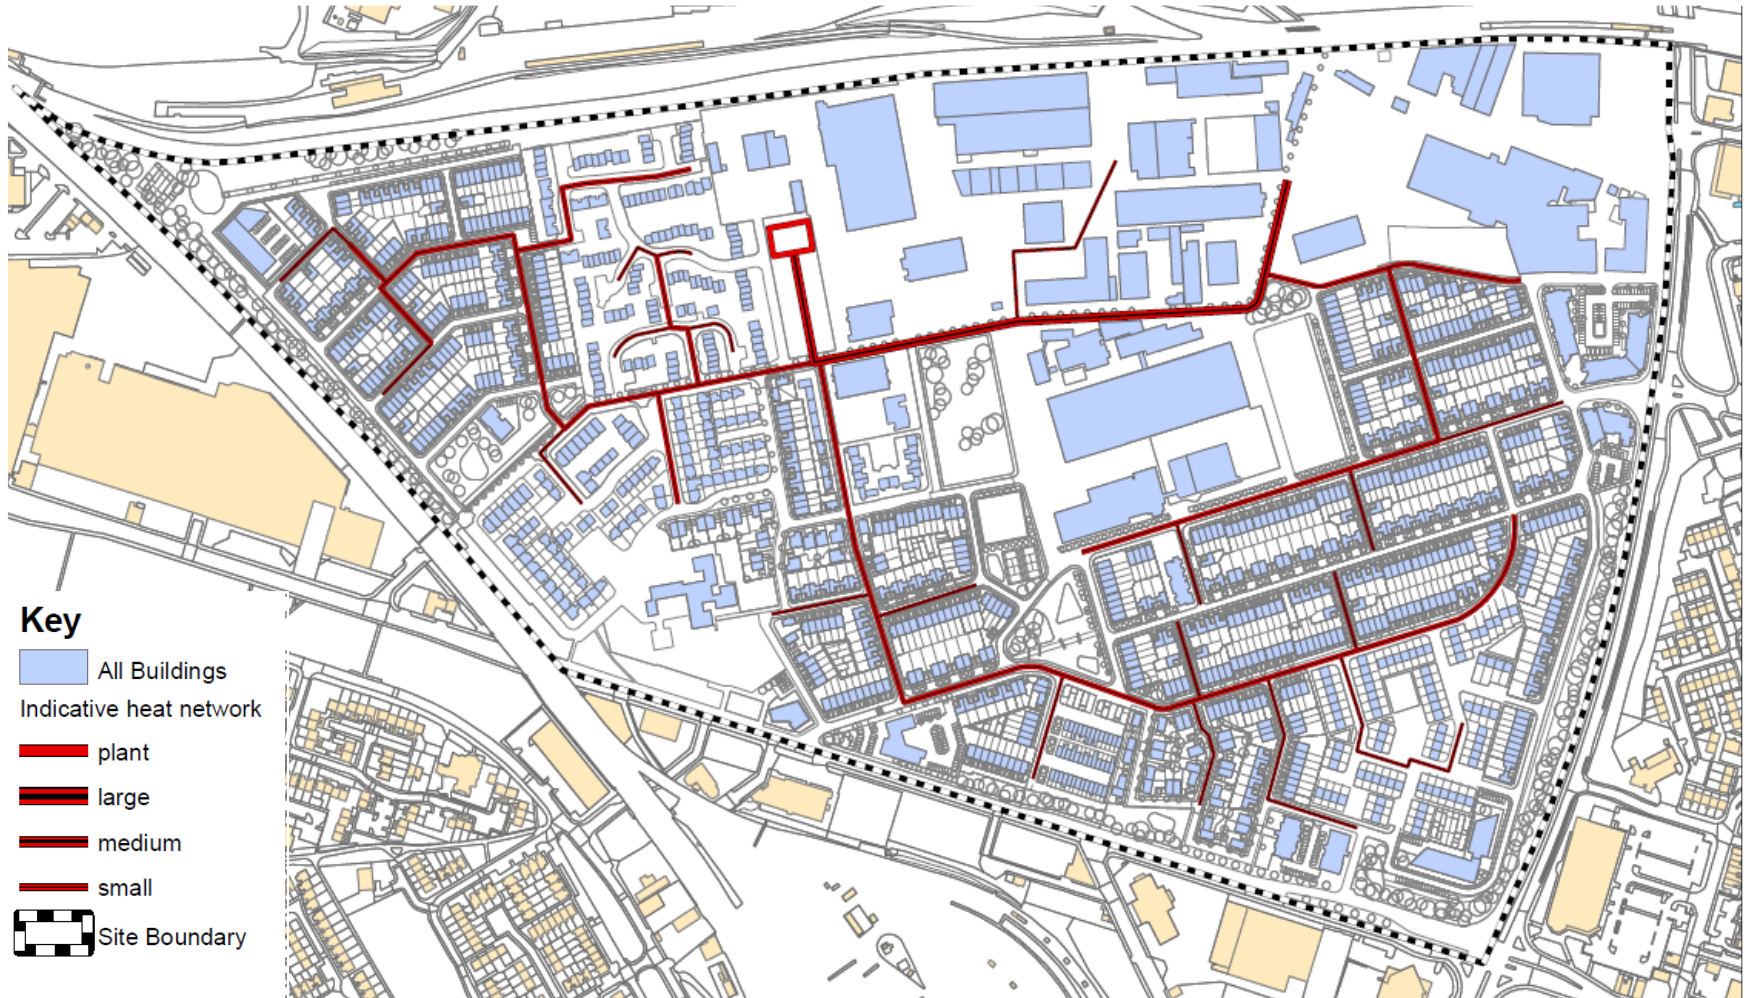 Key
All Buildings
Indicative heat network
plant
large
medium
small
Site Boundary